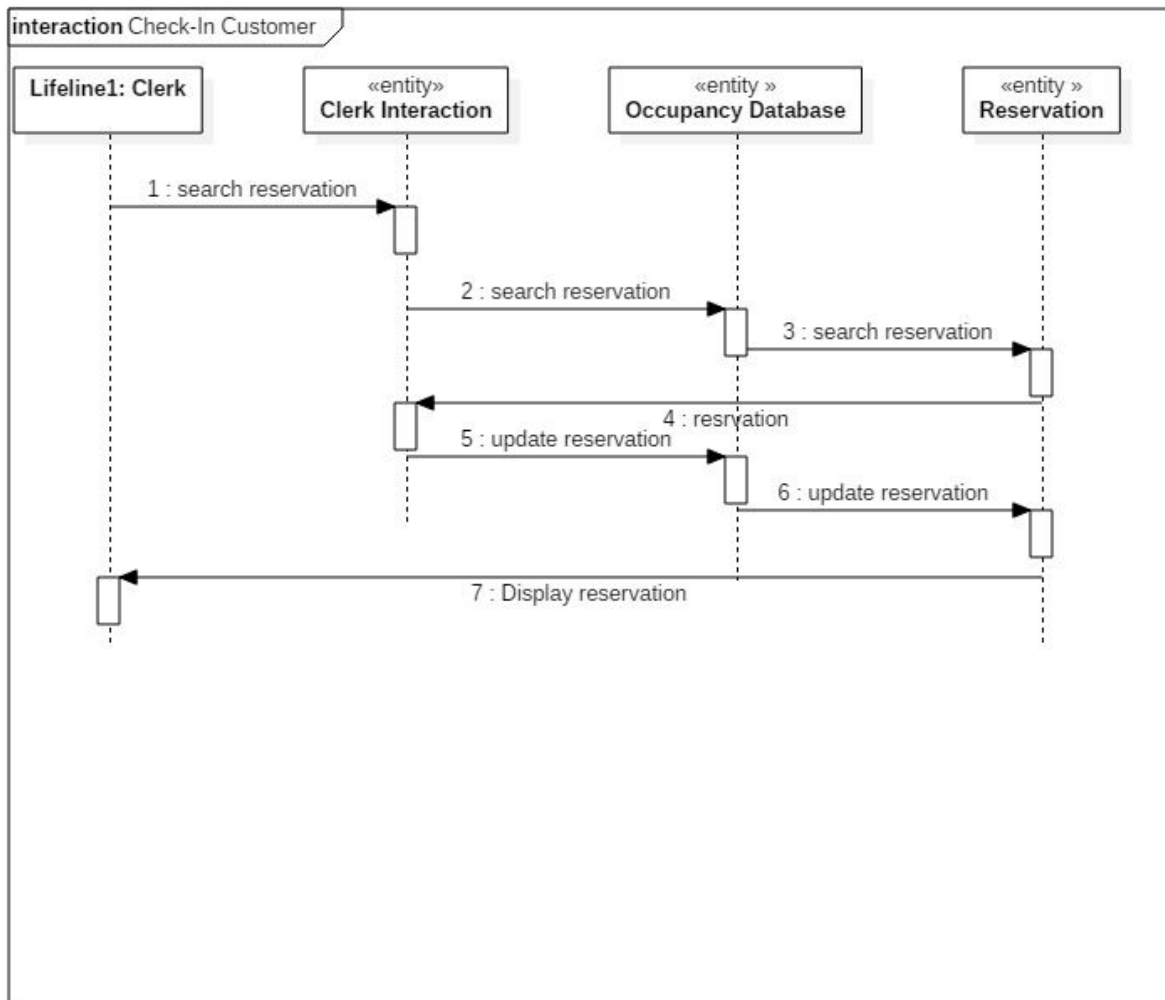 interaction Check-In Customer
Lifeline1: Clerk
«entity»
Clerk Interaction
«entity »
Occupancy Database
«entity »
Reservation
1 : search reservation
2 : search reservation
3 : search reservation
4 : resrvation
5 : update reservation
6 : update reservation
7 : Display reservation